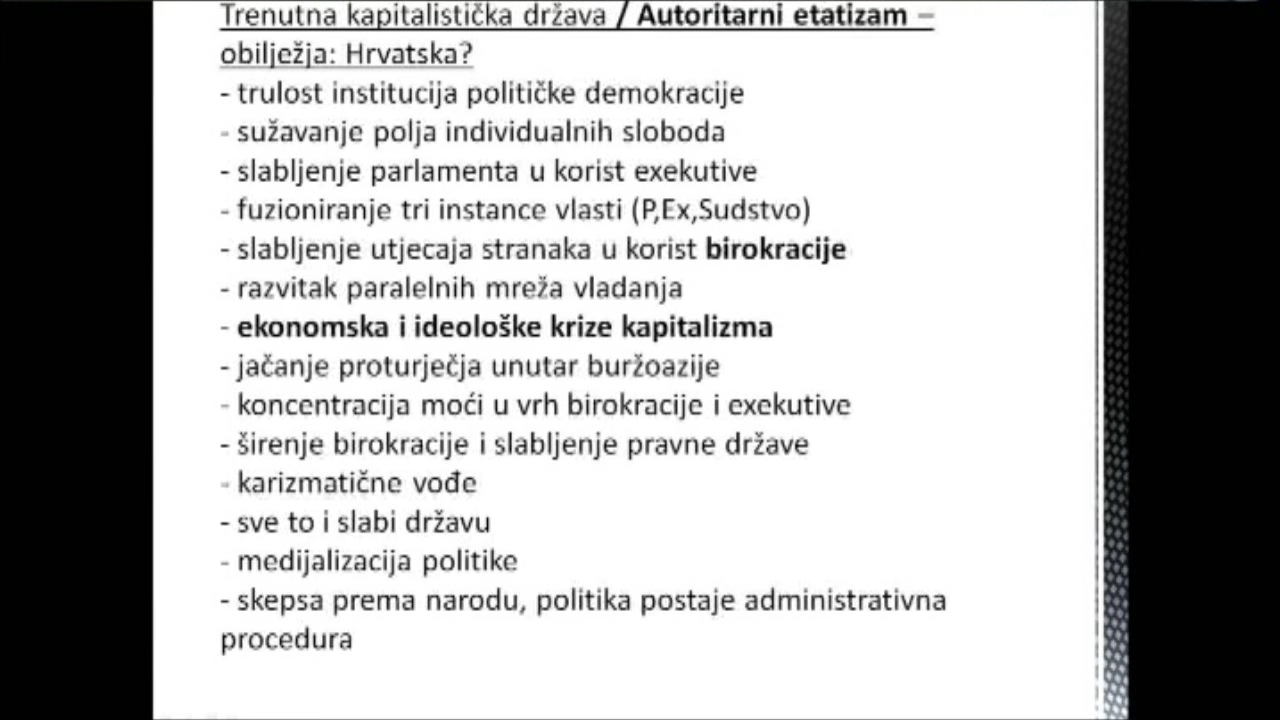 Trenutna kapitalistička država / Autoritarni etatizam –
obilježja: Hrvatska?
- trulost institucija političke demokracije
- sužavanje polja individualnih sloboda
- slabljenje parlamenta u korist exekutive
- fuzioniranje tri instance vlasti (P,Ex,Sudstvo)
- slabljenje utjecaja stranaka u korist birokracije
- razvitak paralelnih mreža vladanja
- ekonomska i ideološke krize kapitalizma
- jačanje proturječja unutar buržoazije
- koncentracija moći u vrh birokracije i exekutive
- širenje birokracije i slabljenje pravne države
- karizmatične vođe
- sve to i slabi državu
- medijalizacija politike
- skepsa prema narodu, politika postaje administrativna
procedura